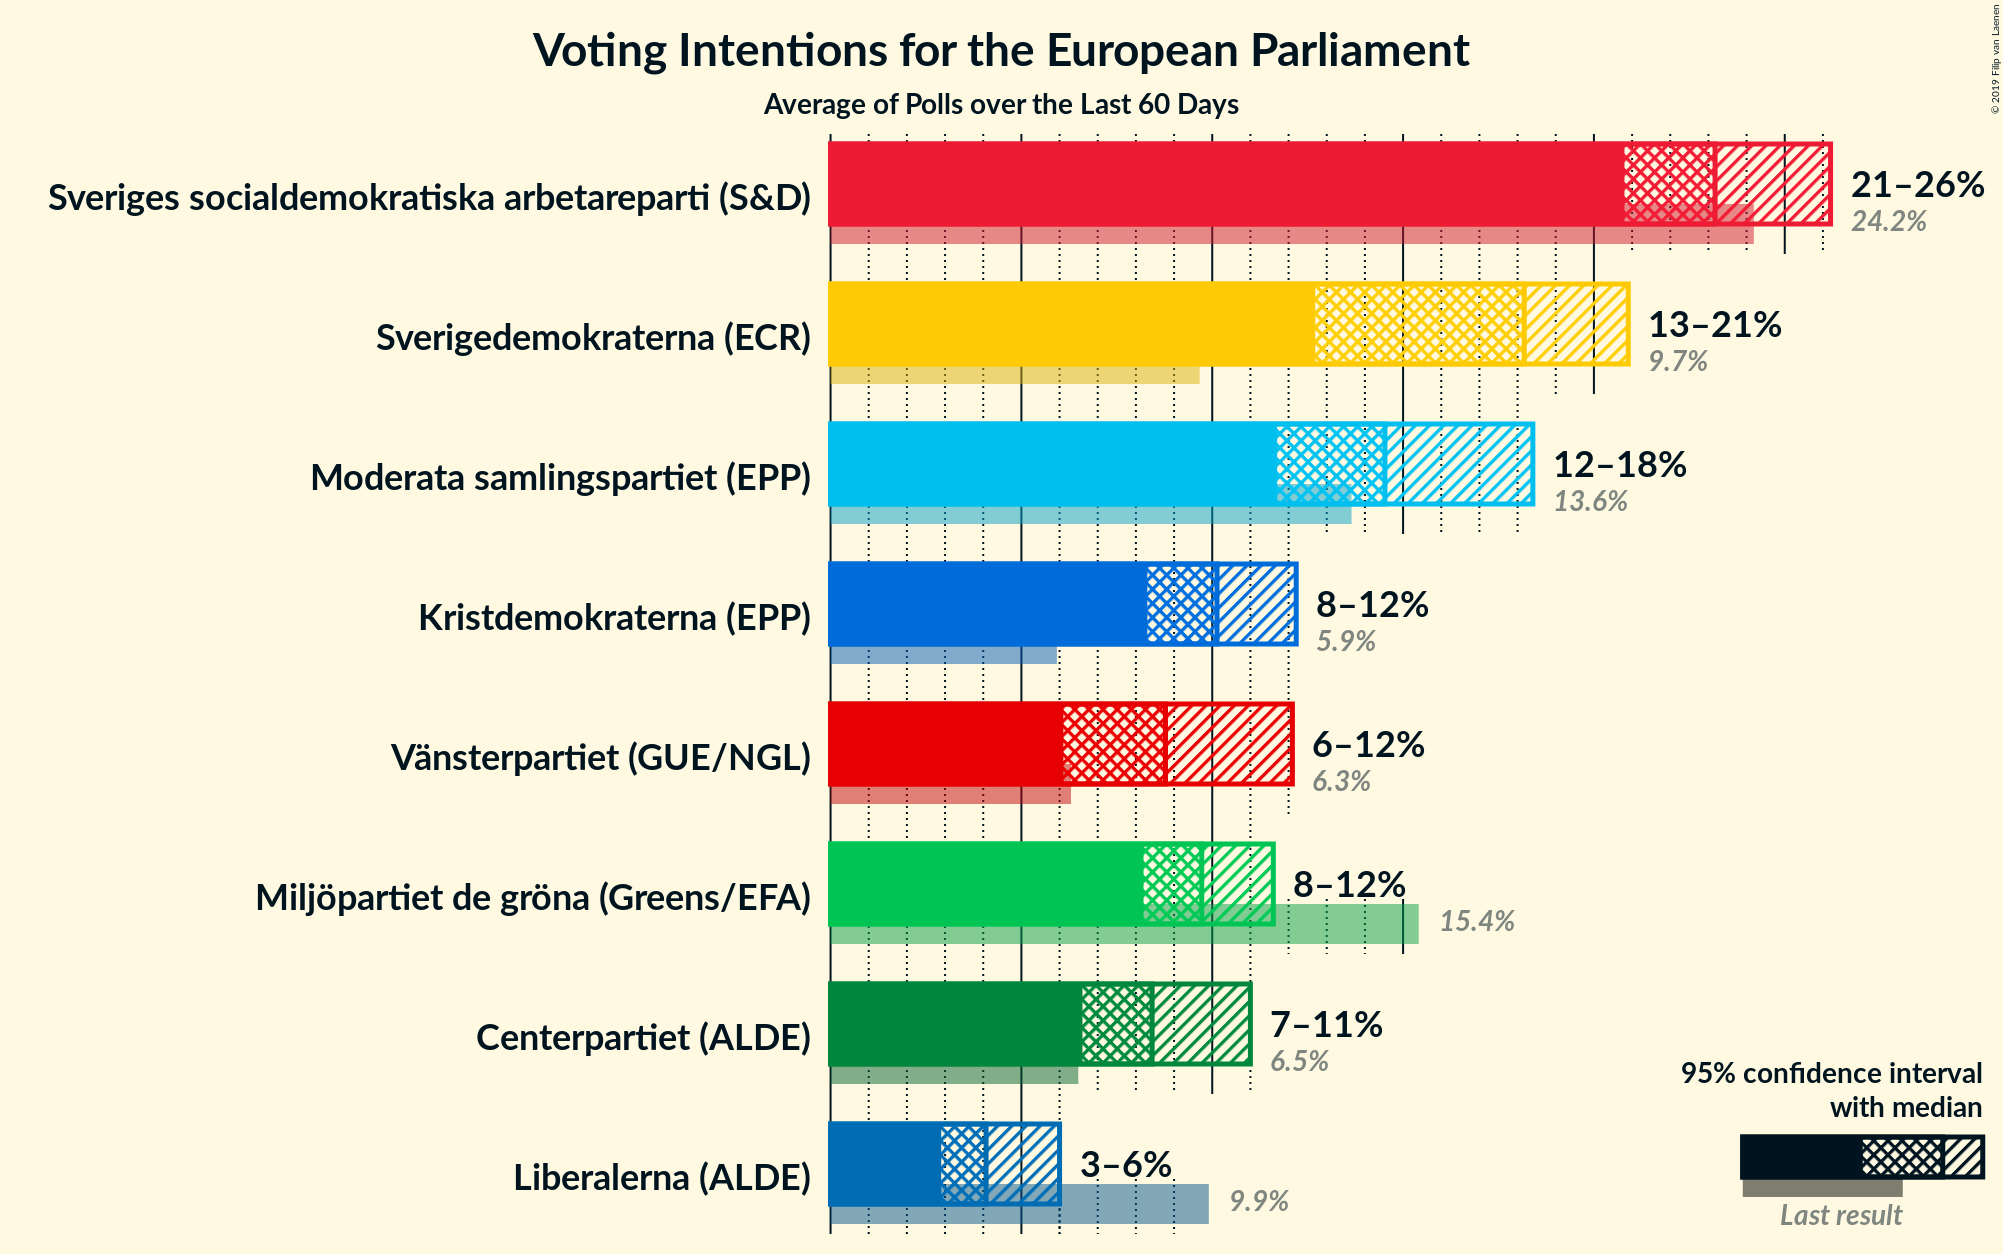 Voting Intentions for the European Parliament
Average of Polls over the Last 60 Days
© 2019 Filip van Laenen
Sveriges socialdemokratiska arbetareparti (S&D)
21–26%
24.2%
Sverigedemokraterna (ECR)
13–21%
9.7%
Moderata samlingspartiet (EPP)
12–18%
13.6%
Kristdemokraterna (EPP)
8–12%
5.9%
Vänsterpartiet (GUE/NGL)
6–12%
6.3%
Miljöpartiet de gröna (Greens/EFA)
8–12%
15.4%
Centerpartiet (ALDE)
7–11%
6.5%
Liberalerna (ALDE)
3–6%
9.9%
95% confidence interval
with median
Last result